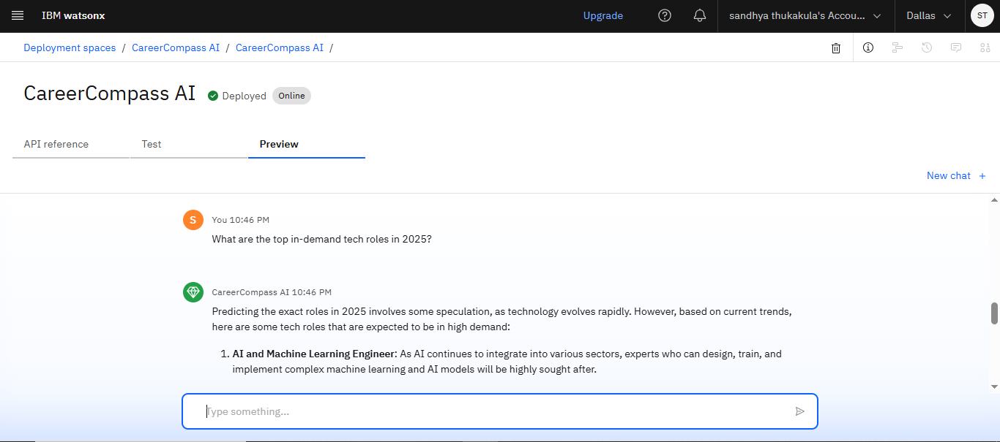 IBM watsonx
Upgrade
sandhya thukakula's Accou...
Dallas
ST
Deployment spaces / CareerCompass AI / CareerCompass AI /
CareerCompass AI
Deployed
Online
API reference
Test
Preview
New chat +
S
You 10:46 PM
What are the top in-demand tech roles in 2025?
CareerCompass AI 10:46 PM
Predicting the exact roles in 2025 involves some speculation, as technology evolves rapidly. However, based on current trends,
here are some tech roles that are expected to be in high demand:
1. AI and Machine Learning Engineer: As AI continues to integrate into various sectors, experts who can design, train, and
implement complex machine learning and AI models will be highly sought after.
Type something...